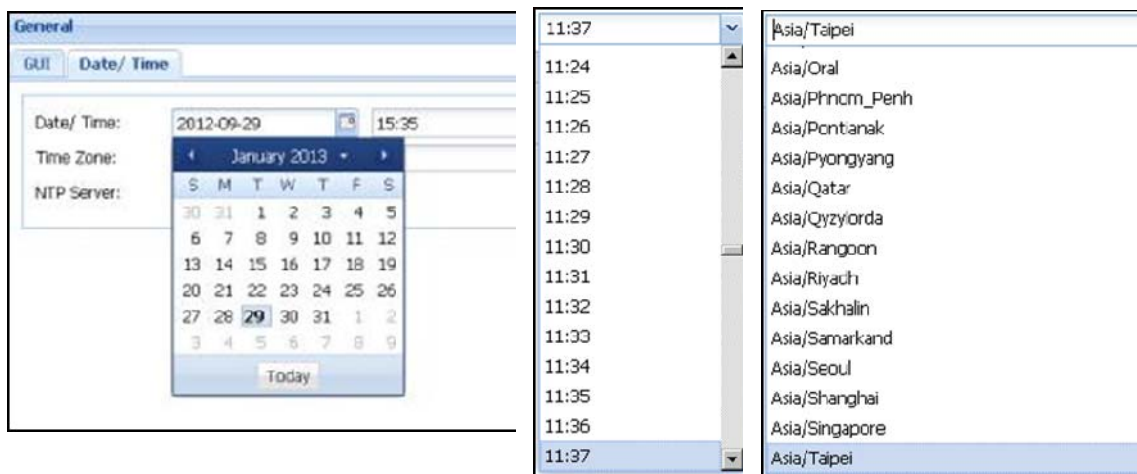 General
GUI
Date/ Time
Date/ Time:
2012-09-29
15:35
Time Zone:
NTP Server:
January 2013
S M T W T F S
30 31 1 2 3 4 5
6 7 8 9 10 11 12
13 14 15 16 17 18 19
20 21 22 23 24 25 26
27 28 29 30 31 1 2
3 4 5 6 7 8 9
Today
11:37
11:24
11:25
11:26
11:27
11:28
11:29
11:30
11:31
11:32
11:33
11:34
11:35
11:36
11:37
Asia/Taipei
Asia/Oral
Asia/Phnom_Penh
Asia/Pontianak
Asia/Pyongyang
Asia/Qatar
Asia/Qyzylorda
Asia/Rangoon
Asia/Riyadh
Asia/Sakhalin
Asia/Samarkand
Asia/Seoul
Asia/Shanghai
Asia/Singapore
Asia/Taipei